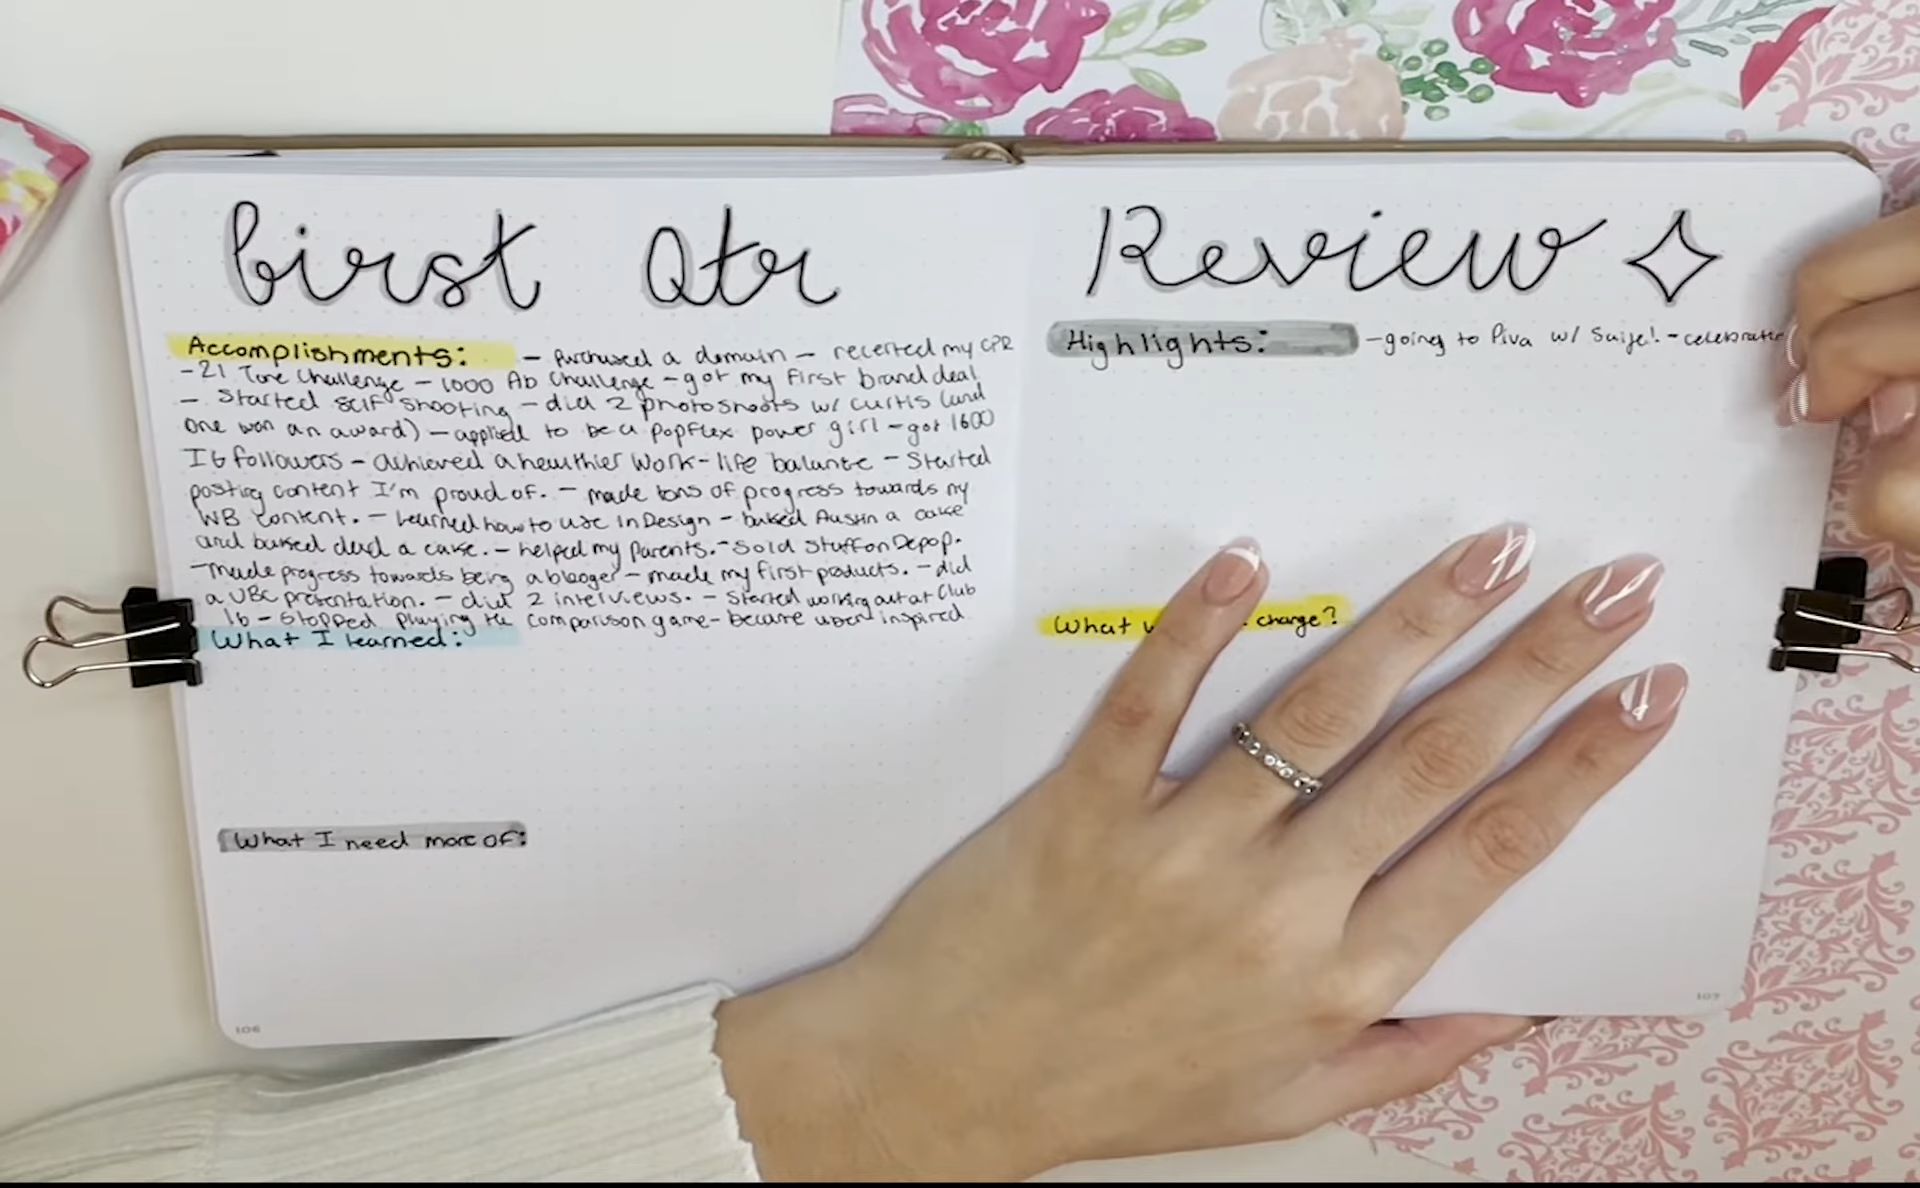 First Qtr Review
Accomplishments: - Purchased a domain - recerted my CPR
- 21 Tone Challenge - 1000 Ab Challenge - got my first brand deal
- Started self shooting - did 2 photoshoots w/ Curtis (and
one won an award) - applied to be a popflex power girl - got 1600
IG followers - achieved a healthier work-life balance - Started
posting content I'm proud of. - made tons of progress towards my
WB content. - Learned how to use InDesign - baked Austin a cake
and baked dad a cake. - helped my parents. - Sold stuff on Depop.
- made progress towards being a blogger - made my first products. - did
a UBC presentation. - did 2 interviews. - Started working out at Club
16 - Stopped playing the comparison game - became uber inspired
What I learned:
What I need more of:
106
Highlights: - going to Piva w/ Saije! -
What change?
107